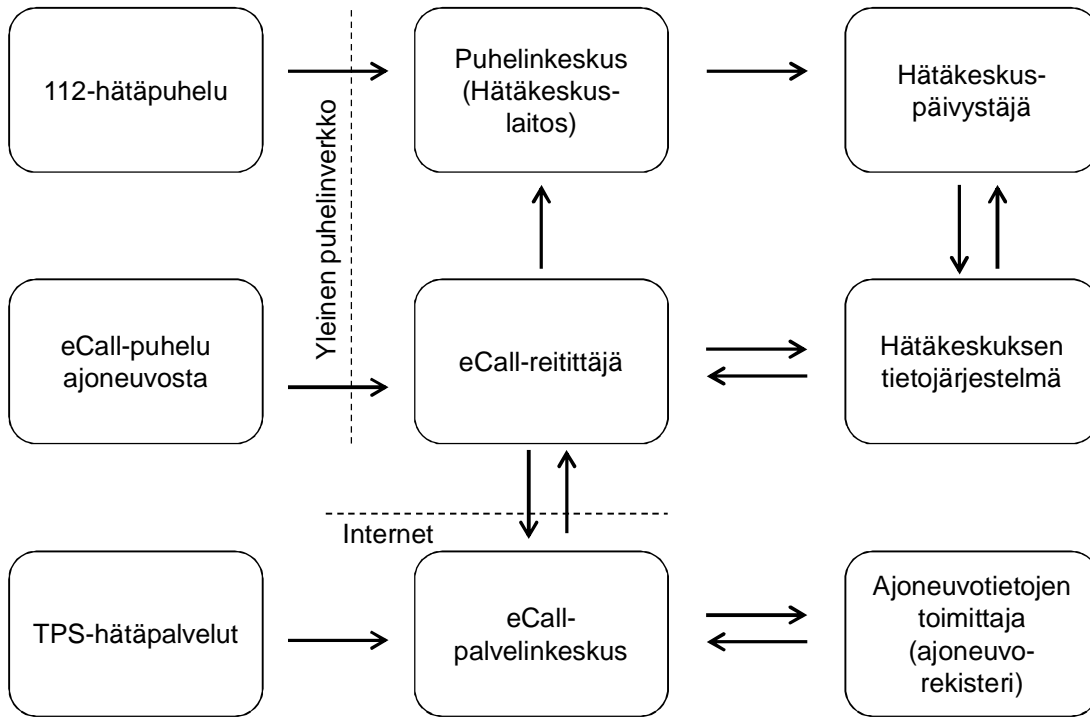 112-hätäpuhelu
Yleinen puhelinverkko
Puhelinkeskus
(Hätäkeskus-
laitos)
Hätäkeskus-
päivystäjä
eCall-puhelu
ajoneuvosta
eCall-reitittäjä
Hätäkeskuksen
tietojärjestelmä
Internet
TPS-hätäpalvelut
eCall-
palvelinkeskus
Ajoneuvotietojen
toimittaja
(ajoneuvo-
rekisteri)